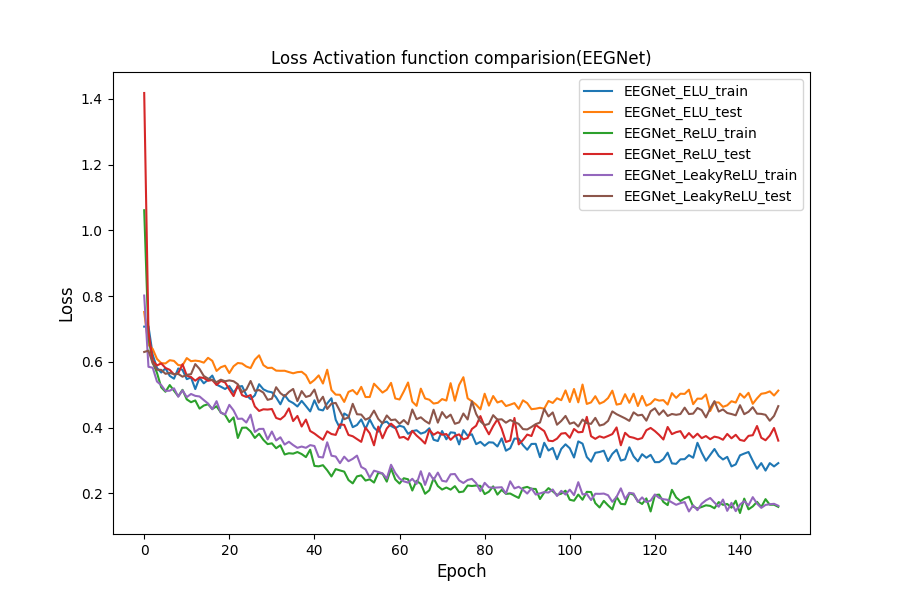 Loss Activation function comparision(EEGNet)
EEGNet_ELU_train
EEGNet_ELU_test
EEGNet_ReLU_train
EEGNet_ReLU_test
EEGNet_LeakyReLU_train
EEGNet_LeakyReLU_test
Loss
1.4
1.2
1.0
0.8
0.6
0.4
0.2
0 20 40 60 80 100 120 140
Epoch